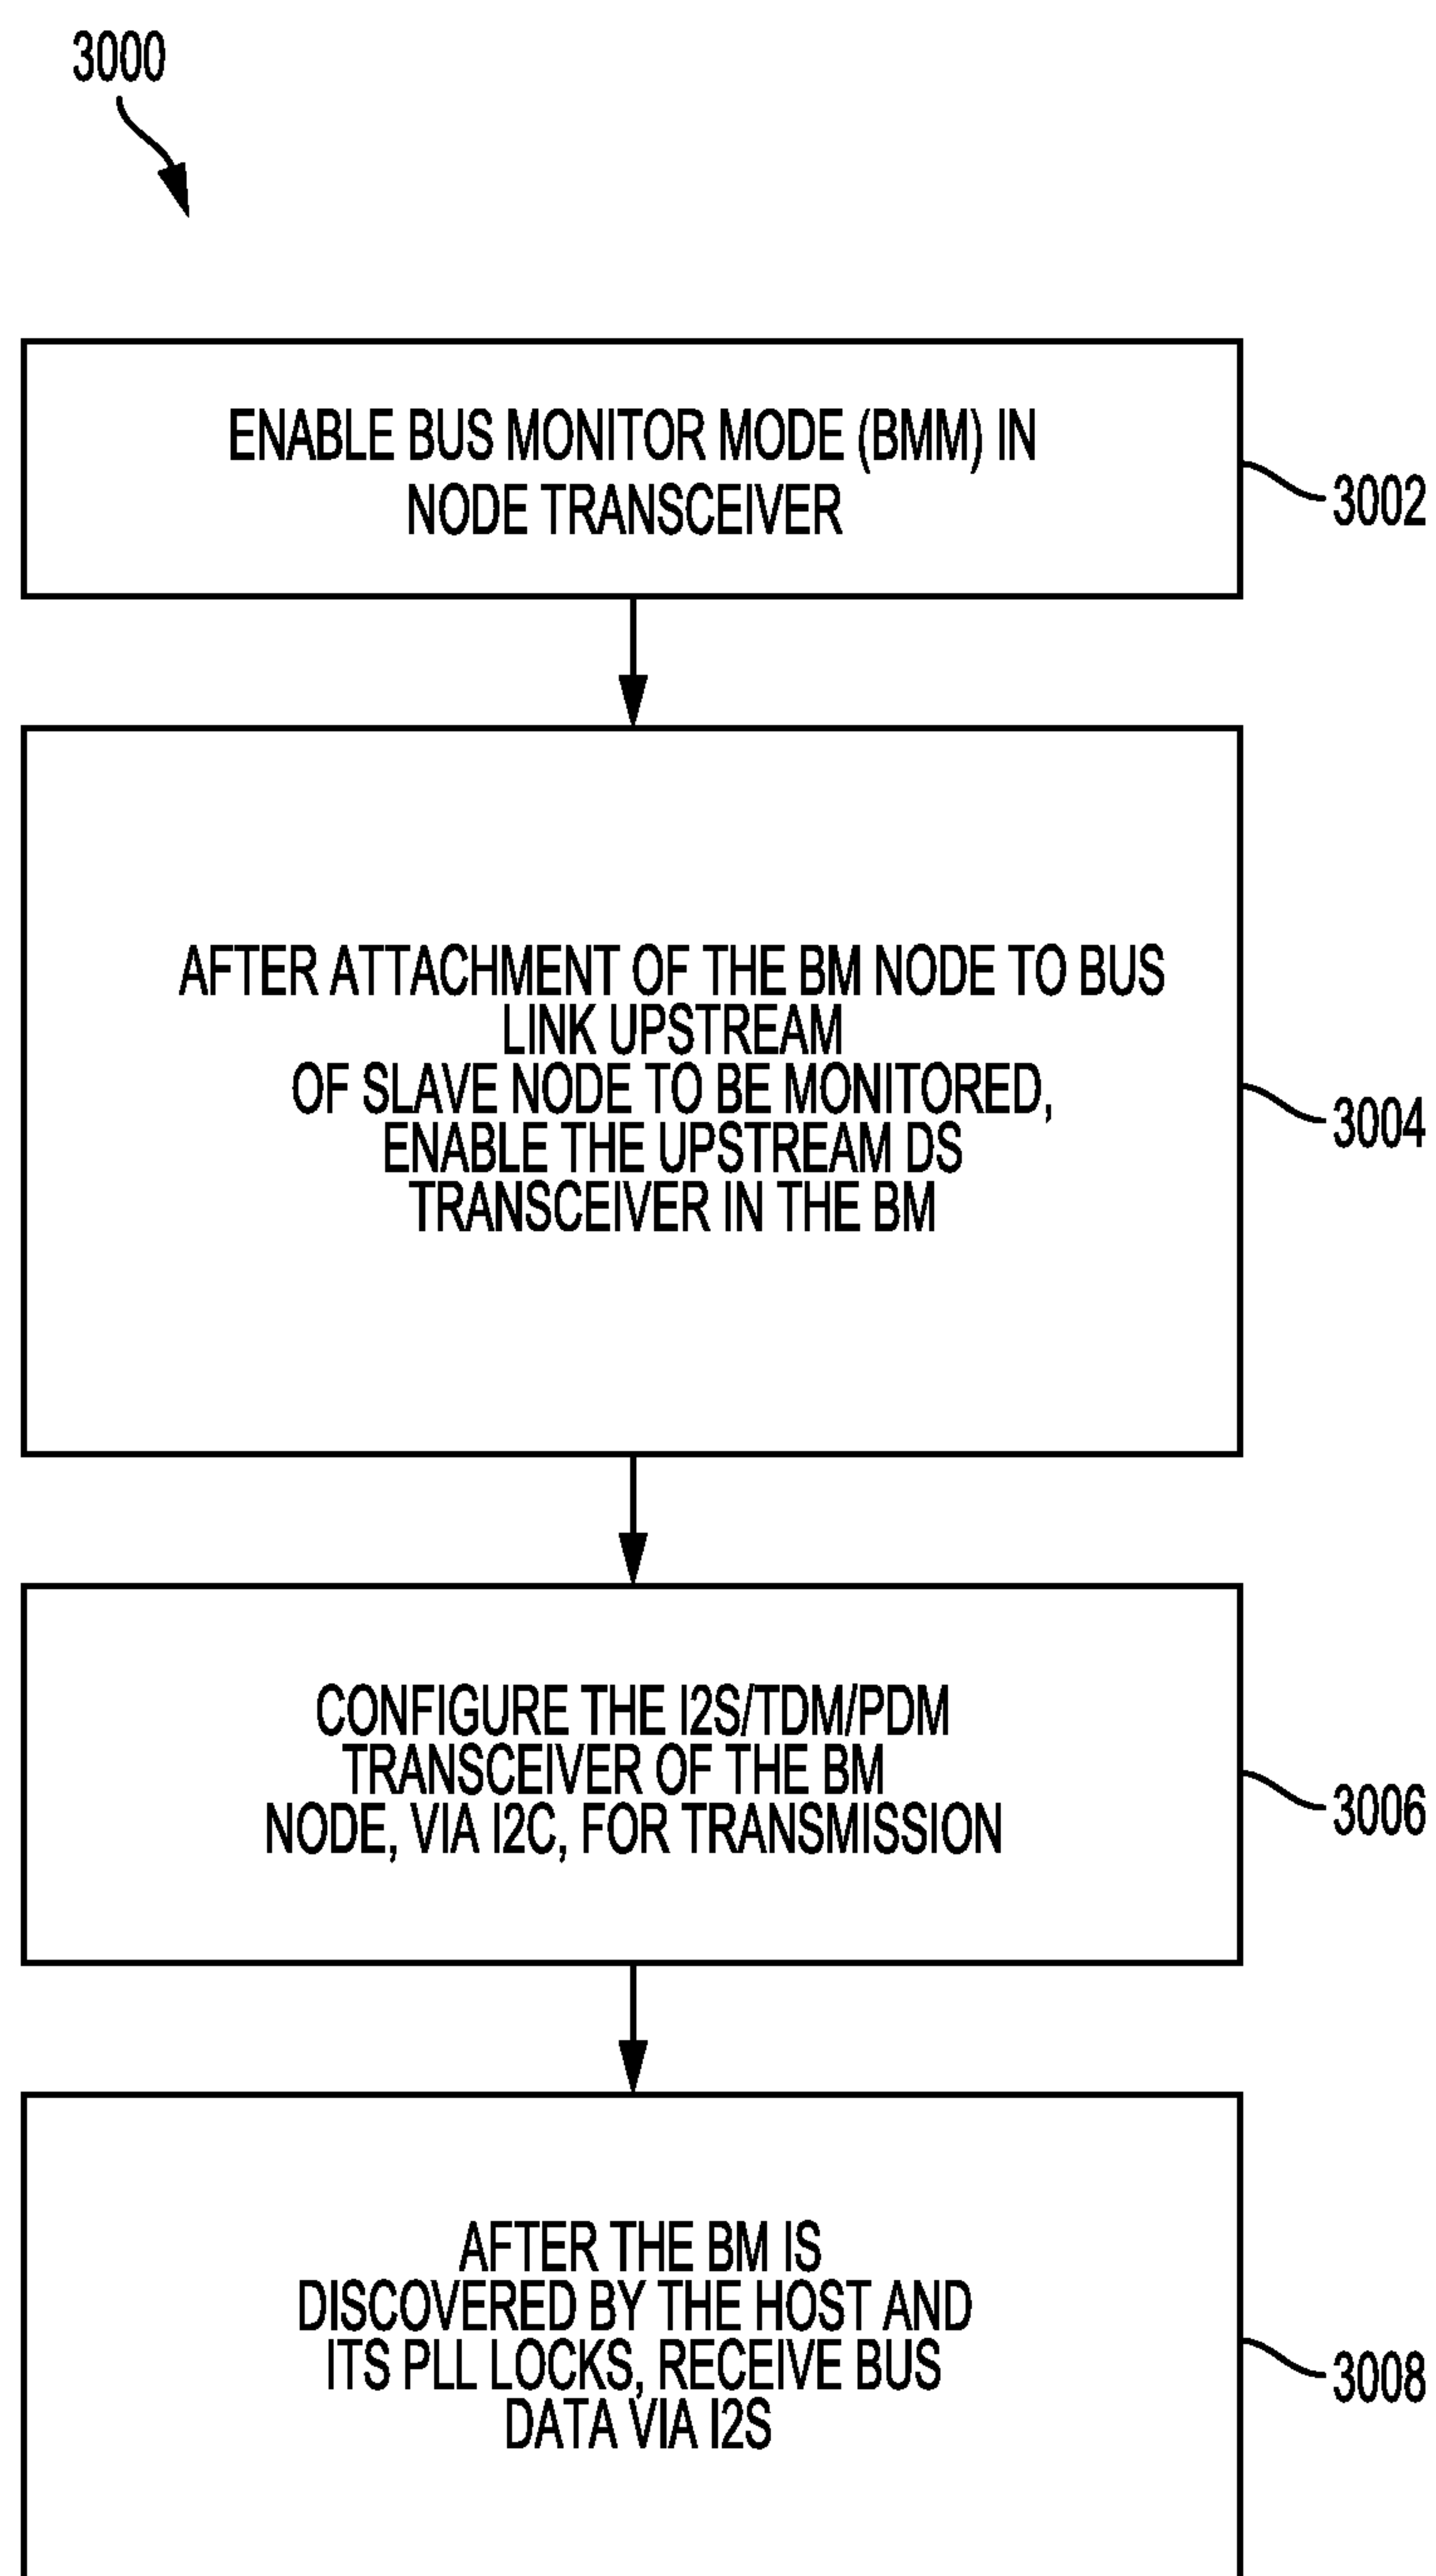 3000
ENABLE BUS MONITOR MODE (BMM) IN
NODE TRANSCEIVER
3002
AFTER ATTACHMENT OF THE BM NODE TO BUS
LINK UPSTREAM
OF SLAVE NODE TO BE MONITORED,
ENABLE THE UPSTREAM DS
TRANSCEIVER IN THE BM
3004
CONFIGURE THE I2S/TDM/PDM
TRANSCEIVER OF THE BM
NODE, VIA I2C, FOR TRANSMISSION
3006
AFTER THE BM IS
DISCOVERED BY THE HOST AND
ITS PLL LOCKS, RECEIVE BUS
DATA VIA I2S
3008